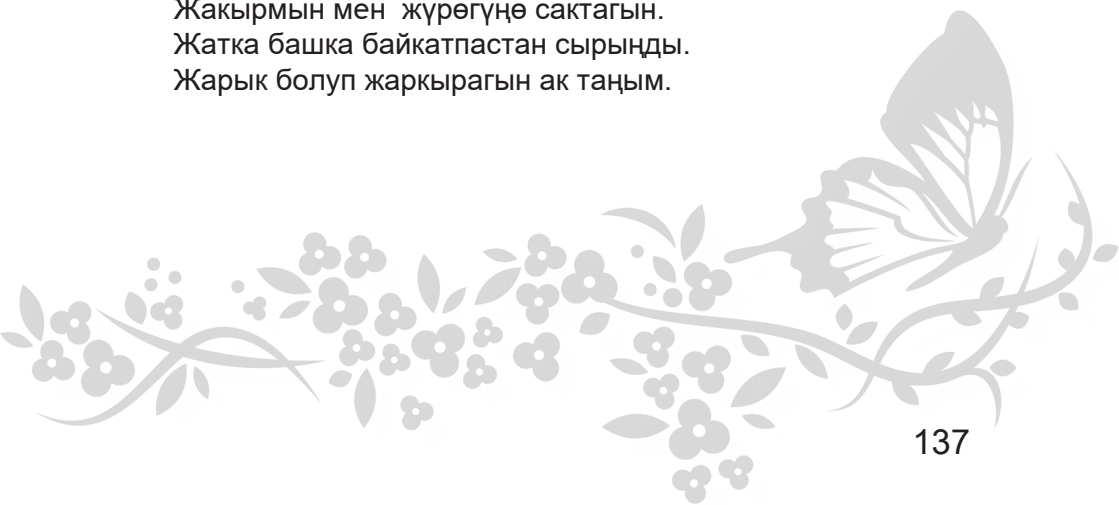 Жакырмын мен  жүрөгүңө сактагын.
Жатка башка байкатпастан сырыңды.
Жарык болуп жаркырагын ак таңым.
137